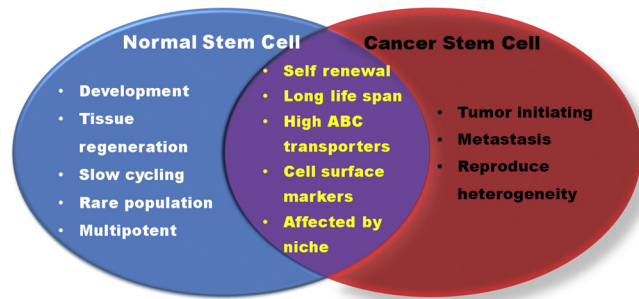 Normal Stem Cell
• Development
• Tissue
regeneration
• Slow cycling
• Rare population
• Multipotent
• Self renewal
• Long life span
• High ABC
transporters
• Cell surface
markers
• Affected by
niche
Cancer Stem Cell
• Tumor initiating
• Metastasis
• Reproduce
heterogeneity